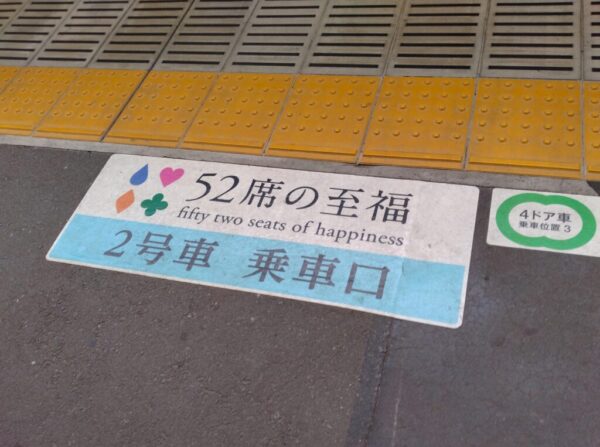 52席の至福
fifty two seats of happiness
2号車 乗車口
4ドア車
乗車位置 3